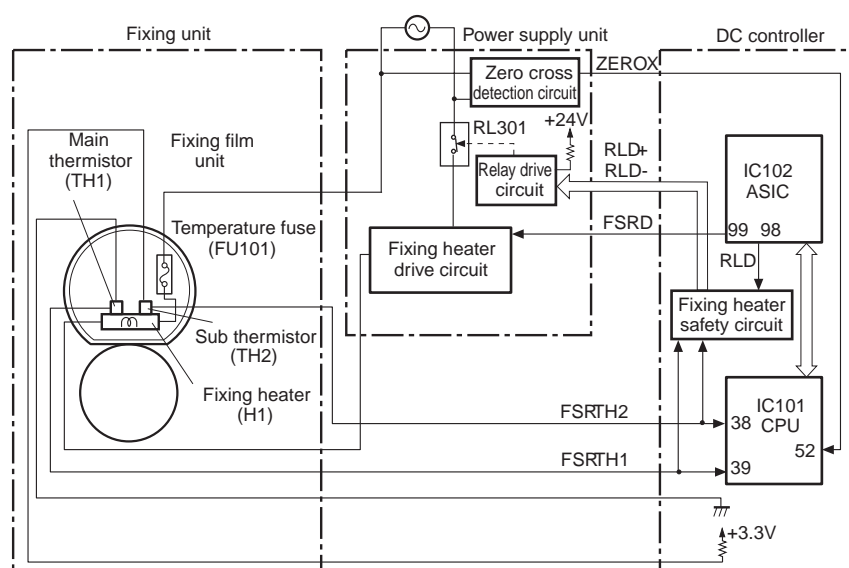 Fixing unit
Power supply unit
DC controller
Main
thermistor
(TH1)
Fixing film
unit
Temperature fuse
(FU101)
Sub thermistor
(TH2)
Fixing heater
(H1)
Zero cross
detection circuit
ZEROX
RL301
+24V
Relay drive
circuit
RLD+
RLD-
Fixing heater
drive circuit
FSRD
IC102
ASIC
99 98
RLD
Fixing heater
safety circuit
FSRTH2
FSRTH1
IC101
CPU
38
52
39
+3.3V